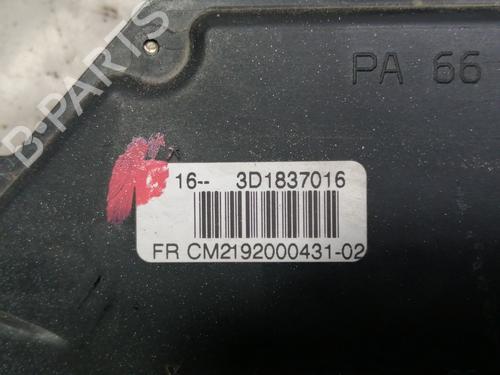 B-PARTS
PA 66
16-- 3D1837016
FR CM2192000431-02